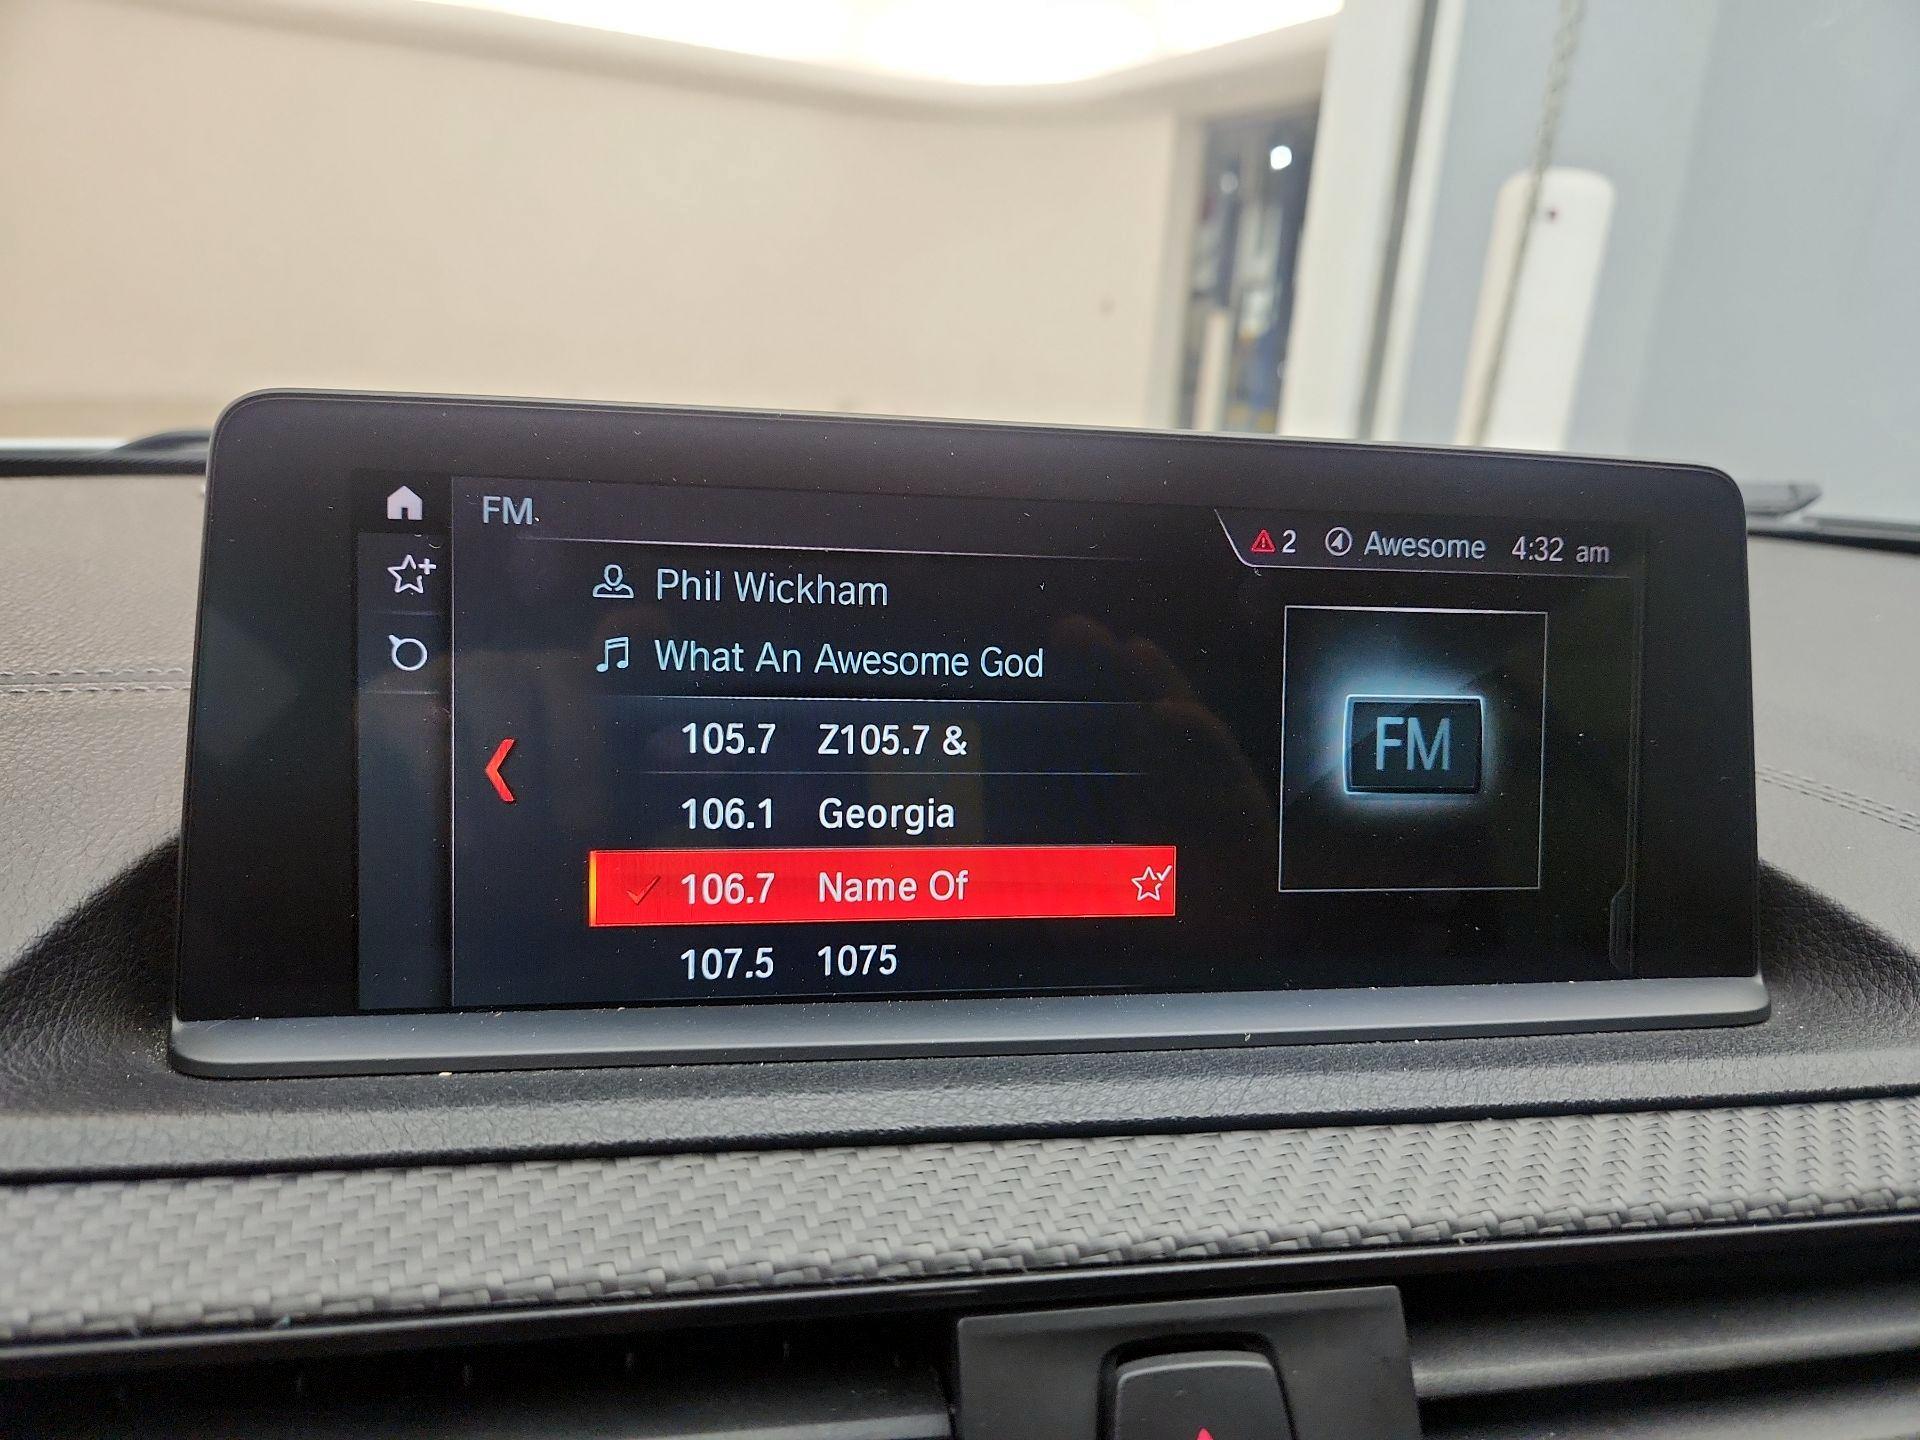 FM
2 Awesome 4:32 am
Phil Wickham
What An Awesome God
105.7 Z105.7 &
106.1 Georgia
106.7 Name Of
107.5 1075
FM